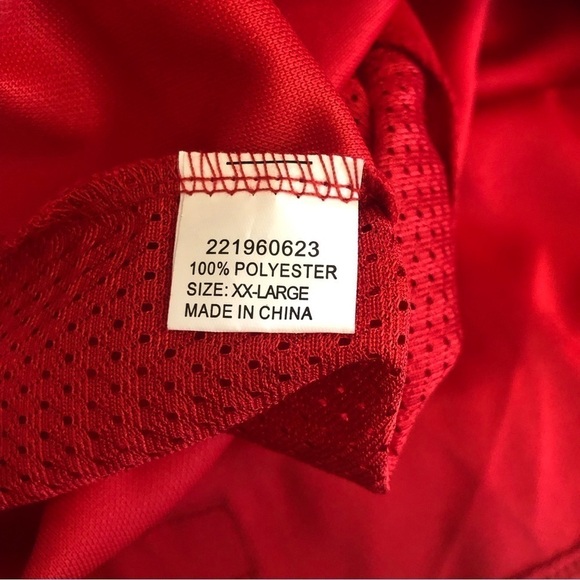 221960623
100% POLYESTER
SIZE: XX-LARGE
MADE IN CHINA